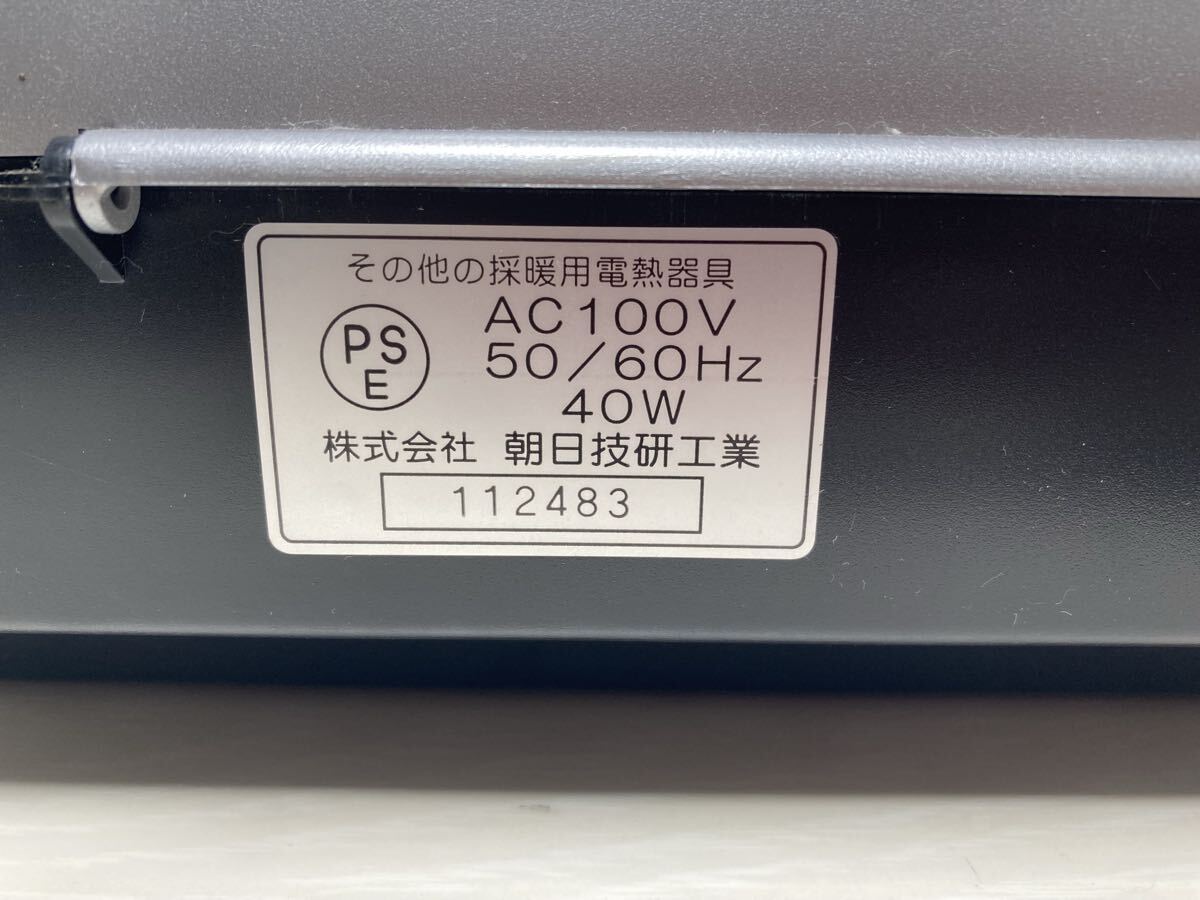 その他の採暖用電熱器具
PS
E
AC100V
50/60Hz
40W
株式会社 朝日技研工業
112483